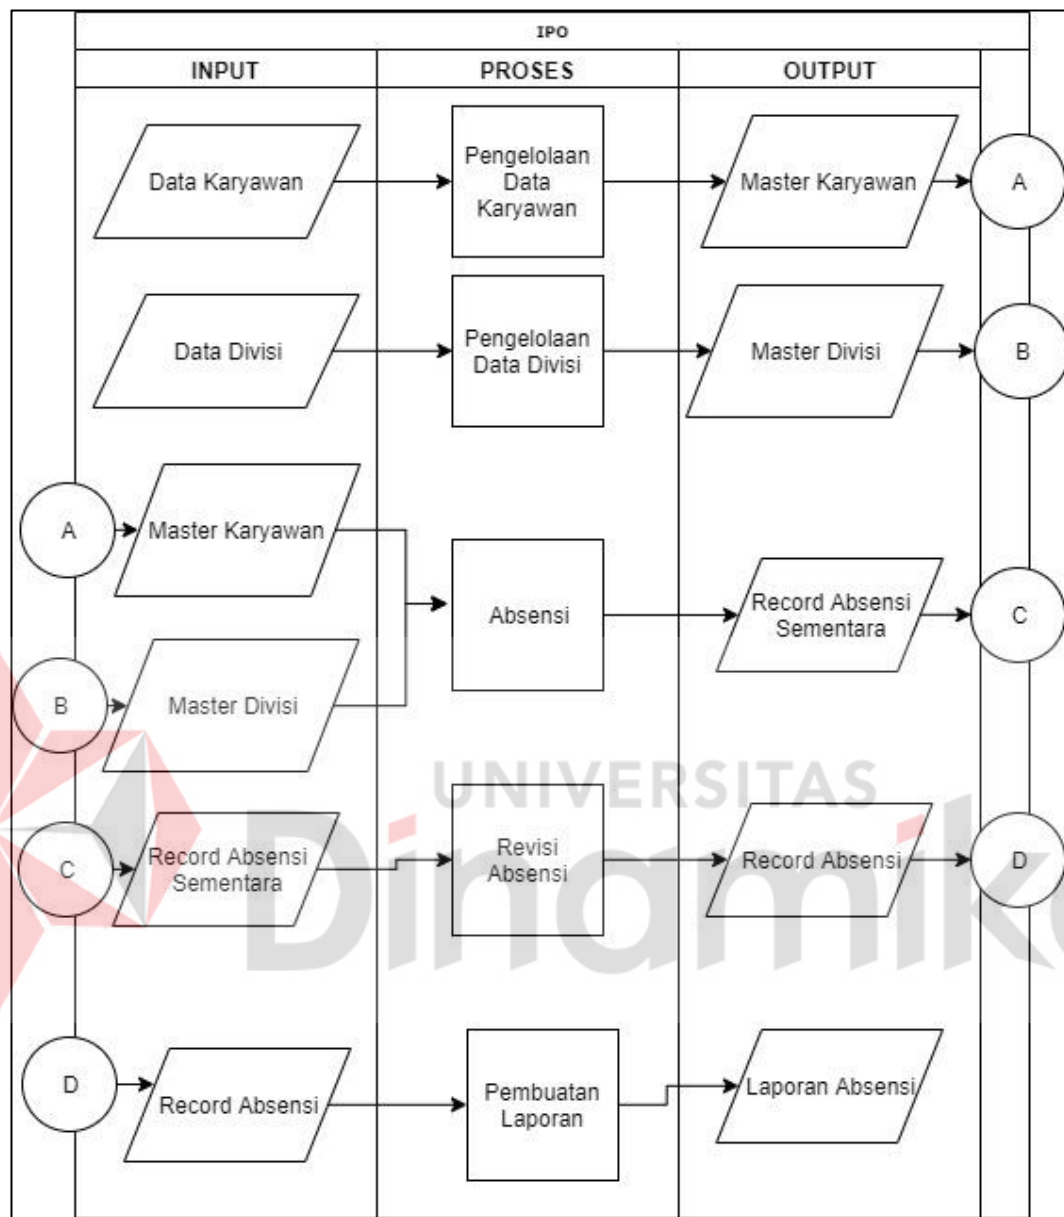 IPO
INPUT
PROSES
OUTPUT
Data Karyawan
Pengelolaan
Data
Karyawan
Master Karyawan
A
Data Divisi
Pengelolaan
Data Divisi
Master Divisi
B
A
Master Karyawan
Absensi
Record Absensi
Sementara
C
B
Master Divisi
UNIVERSITAS
Dinamika
C
Record Absensi
Sementara
Revisi
Absensi
Record Absensi
D
D
Record Absensi
Pembuatan
Laporan
Laporan Absensi